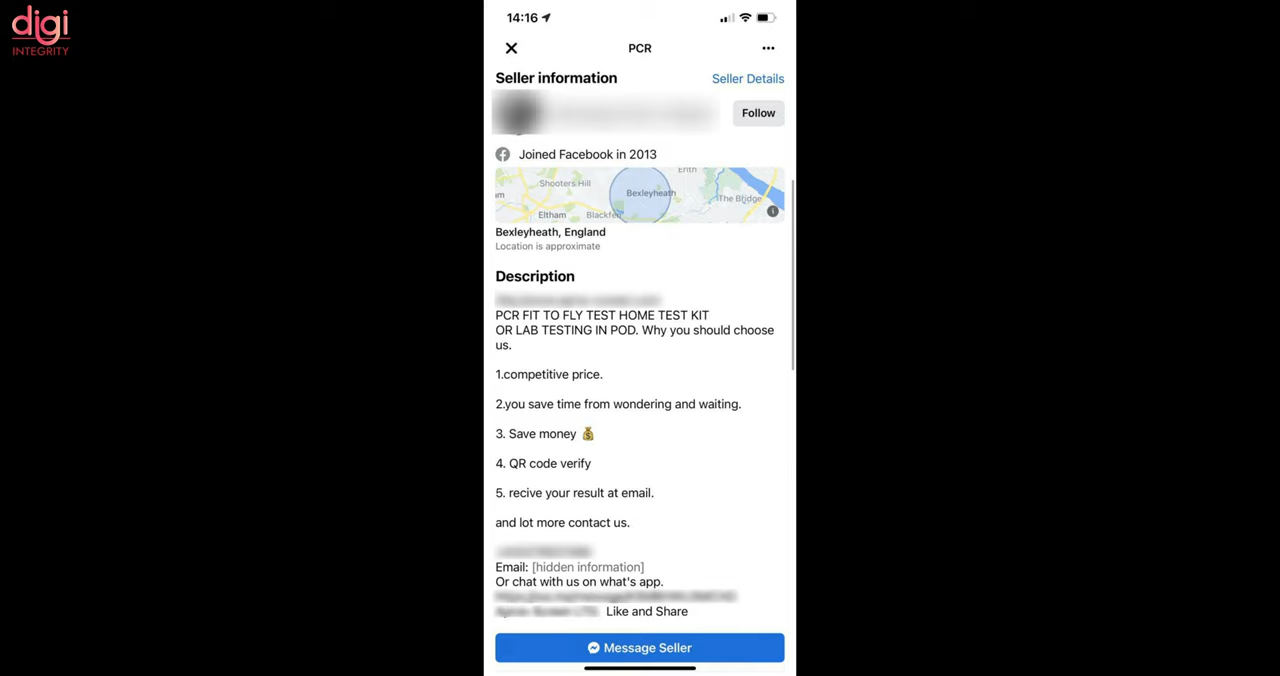 digi
INTEGRITY
14:16
PCR
Seller information
Seller Details
Follow
Joined Facebook in 2013
Erith
Shooters Hill
Bexleyheath
The Bridge
am
Eltham
Blackfen
Bexleyheath, England
Location is approximate
Description
PCR FIT TO FLY TEST HOME TEST KIT
OR LAB TESTING IN POD. Why you should choose
us.
1.competitive price.
2.you save time from wondering and waiting.
3. Save money 💰
4. QR code verify
5. recive your result at email.
and lot more contact us.
Email: [hidden information]
Or chat with us on what's app.
Like and Share
Message Seller